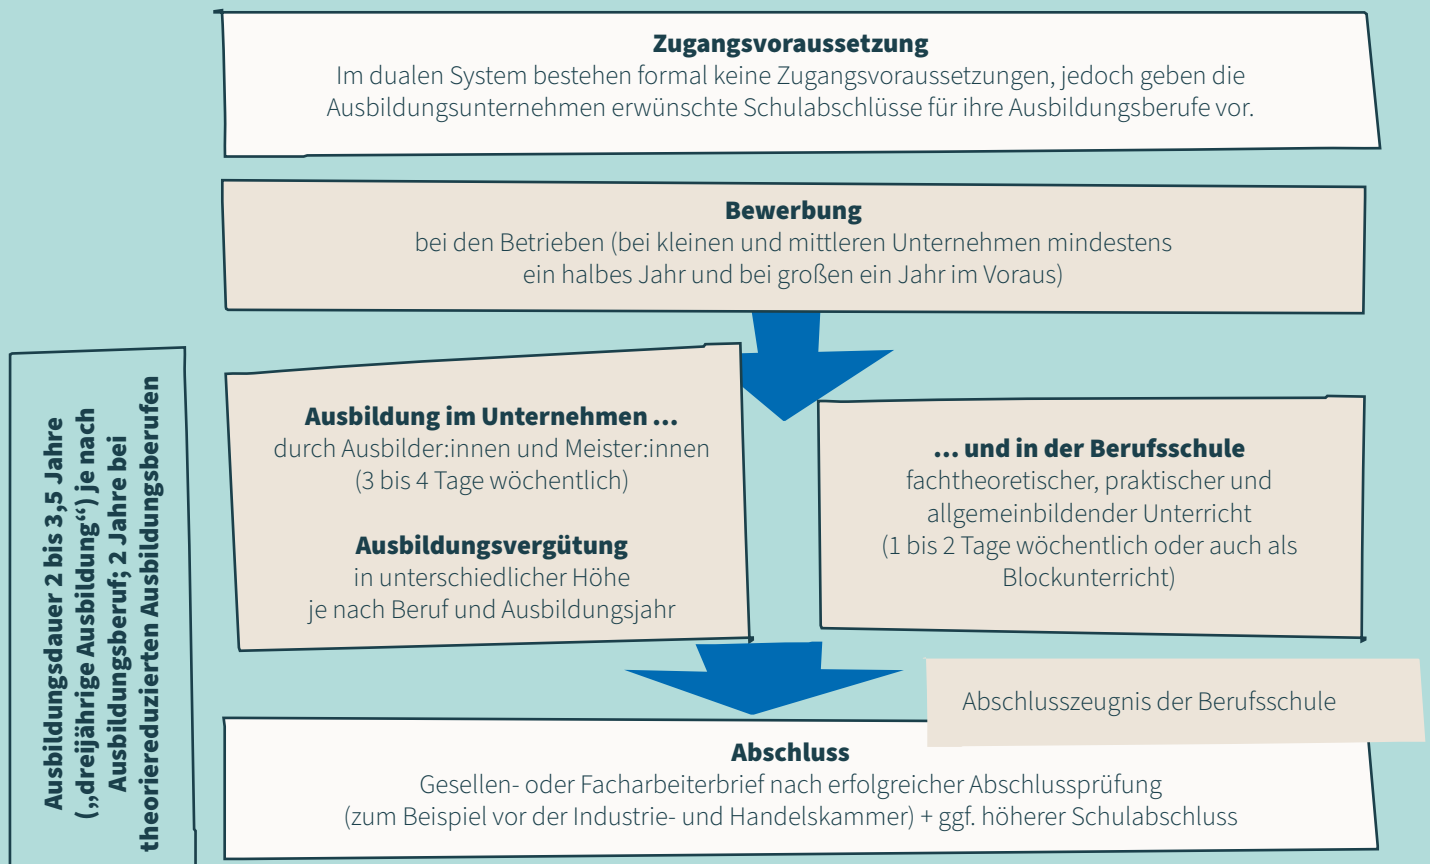 Zugangsvoraussetzung
Im dualen System bestehen formal keine Zugangsvoraussetzungen, jedoch geben die
Ausbildungsunternehmen erwünschte Schulabschlüsse für ihre Ausbildungsberufe vor.
Bewerbung
bei den Betrieben (bei kleinen und mittleren Unternehmen mindestens
ein halbes Jahr und bei großen ein Jahr im Voraus)
Ausbildungsdauer 2 bis 3,5 Jahre
(„dreijährige Ausbildung“) je nach
Ausbildungsberuf; 2 Jahre bei
theoriereduzierten Ausbildungsberufen
Ausbildung im Unternehmen ...
durch Ausbilder:innen und Meister:innen
(3 bis 4 Tage wöchentlich)
Ausbildungsvergütung
in unterschiedlicher Höhe
je nach Beruf und Ausbildungsjahr
... und in der Berufsschule
fachtheoretischer, praktischer und
allgemeinbildender Unterricht
(1 bis 2 Tage wöchentlich oder auch als
Blockunterricht)
Abschlusszeugnis der Berufsschule
Abschluss
Gesellen- oder Facharbeiterbrief nach erfolgreicher Abschlussprüfung
(zum Beispiel vor der Industrie- und Handelskammer) + ggf. höherer Schulabschluss